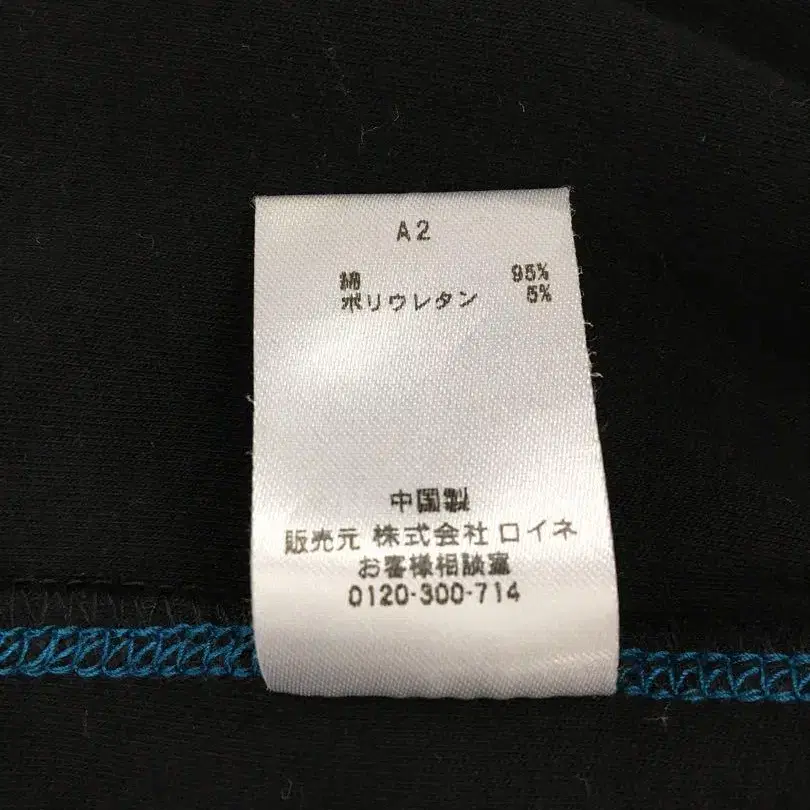 A2
綿 95%
ポリウレタン 5%
中国製
販売元 株式会社 ロイネ
お客様相談室
0120-300-714